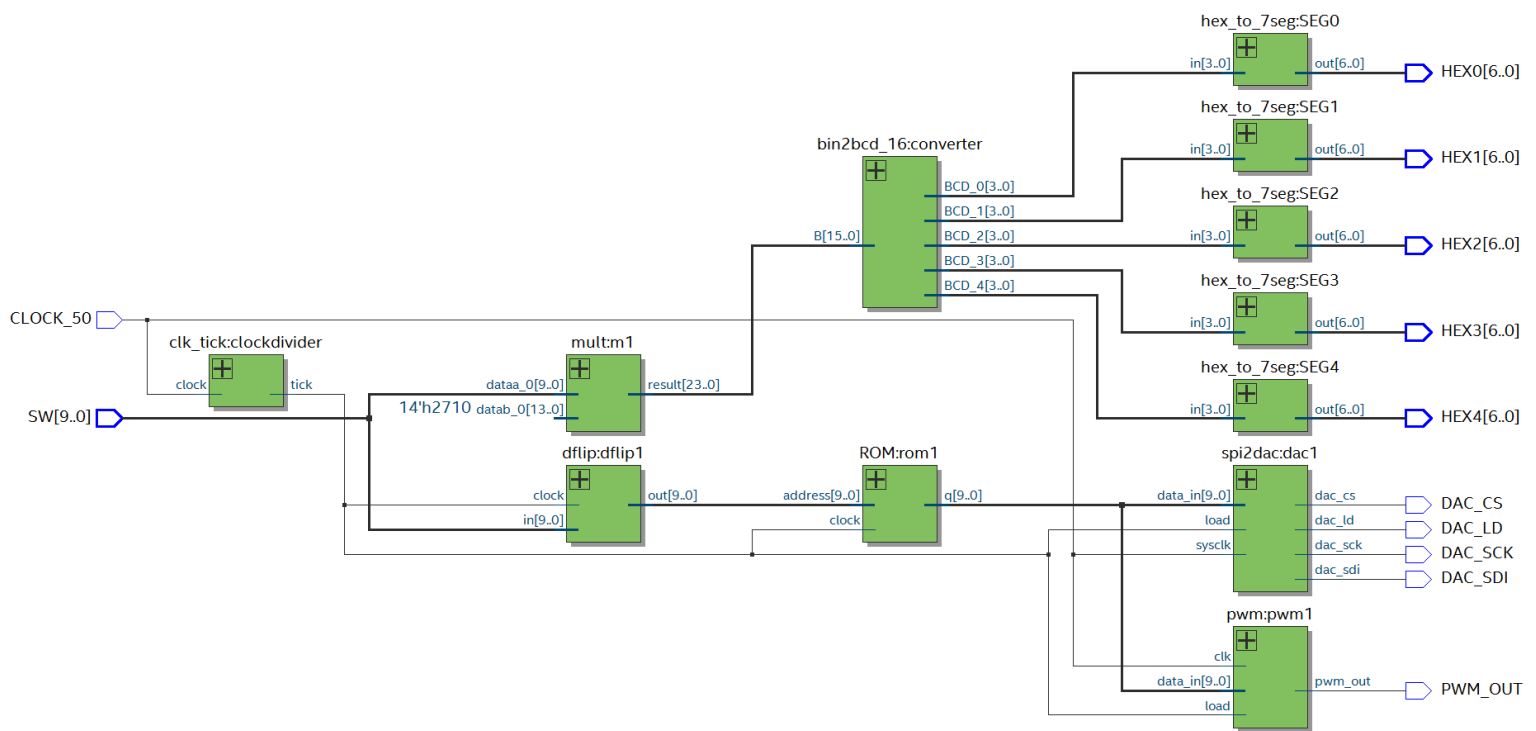 hex_to_7seg:SEG0
in[3..0]
out[6..0]
HEX0[6..0]
hex_to_7seg:SEG1
in[3..0]
out[6..0]
HEX1[6..0]
bin2bcd_16:converter
BCD_0[3..0]
BCD_1[3..0]
B[15..0]
BCD_2[3..0]
BCD_3[3..0]
BCD_4[3..0]
hex_to_7seg:SEG2
in[3..0]
out[6..0]
HEX2[6..0]
hex_to_7seg:SEG3
in[3..0]
out[6..0]
HEX3[6..0]
CLOCK_50
clk_tick:clockdivider
clock
tick
SW[9..0]
mult:m1
dataa_0[9..0]
result[23..0]
14'h2710 datab_0[13..0]
hex_to_7seg:SEG4
in[3..0]
out[6..0]
HEX4[6..0]
dflip:dflip1
clock
out[9..0]
in[9..0]
ROM:rom1
address[9..0]
q[9..0]
clock
spi2dac:dac1
data_in[9..0]
dac_cs
DAC_CS
load
dac_ld
DAC_LD
sysclk
dac_sck
DAC_SCK
dac_sdi
DAC_SDI
pwm:pwm1
clk
data_in[9..0]
pwm_out
PWM_OUT
load